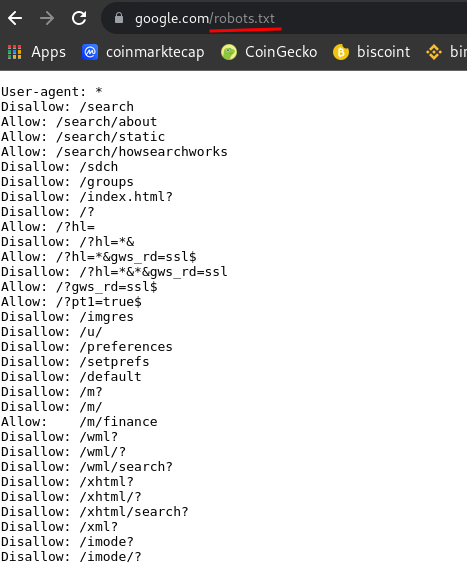 google.com/robots.txt
Apps coinmarktecap CoinGecko biscoint bin
User-agent: *
Disallow: /search
Allow: /search/about
Allow: /search/static
Allow: /search/howsearchworks
Disallow: /sdch
Disallow: /groups
Disallow: /index.html?
Disallow: /?
Allow: /?hl=
Disallow: /?hl=*&
Allow: /?hl=*&gws_rd=ssl$
Disallow: /?hl=*&*&gws_rd=ssl
Allow: /?gws_rd=ssl$
Allow: /?pt1=true$
Disallow: /imgres
Disallow: /u/
Disallow: /preferences
Disallow: /setprefs
Disallow: /default
Disallow: /m?
Disallow: /m/
Allow:    /m/finance
Disallow: /wml?
Disallow: /wml/?
Disallow: /wml/search?
Disallow: /xhtml?
Disallow: /xhtml/?
Disallow: /xhtml/search?
Disallow: /xml?
Disallow: /imode?
Disallow: /imode/?